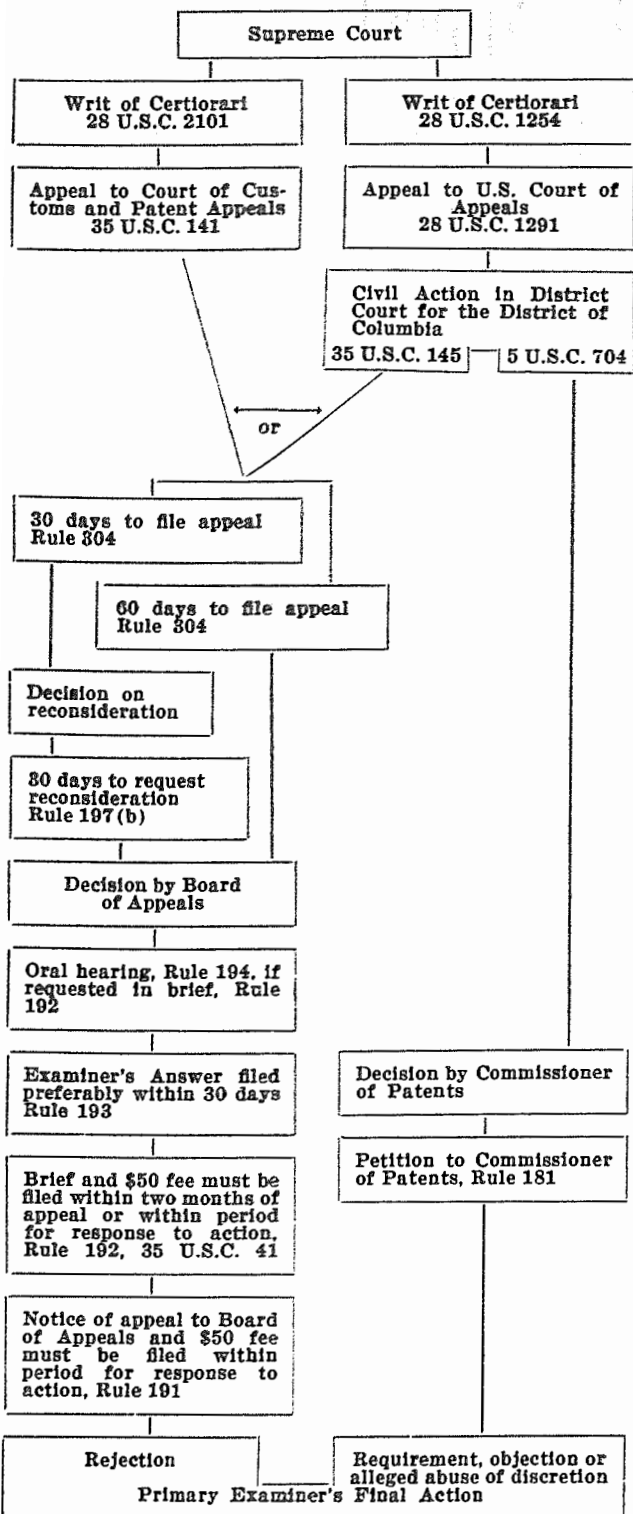 Supreme Court
Writ of Certiorari
28 U.S.C. 2101
Writ of Certiorari
28 U.S.C. 1254
Appeal to Court of Cus-
toms and Patent Appeals
35 U.S.C. 141
Appeal to U.S. Court of
Appeals
28 U.S.C. 1291
Civil Action in District
Court for the District of
Columbia
35 U.S.C. 145
5 U.S.C. 704
or
30 days to file appeal
Rule 304
60 days to file appeal
Rule 304
Decision on
reconsideration
30 days to request
reconsideration
Rule 197(b)
Decision by Board
of Appeals
Oral hearing, Rule 194, if
requested in brief, Rule
192
Examiner's Answer filed
preferably within 30 days
Rule 193
Decision by Commissioner
of Patents
Brief and $50 fee must be
filed within two months of
appeal or within period
for response to action,
Rule 192, 35 U.S.C. 41
Petition to Commissioner
of Patents, Rule 181
Notice of appeal to Board
of Appeals and $50 fee
must be filed within
period for response to
action, Rule 191
Rejection
Requirement, objection or
alleged abuse of discretion
Primary Examiner's Final Action